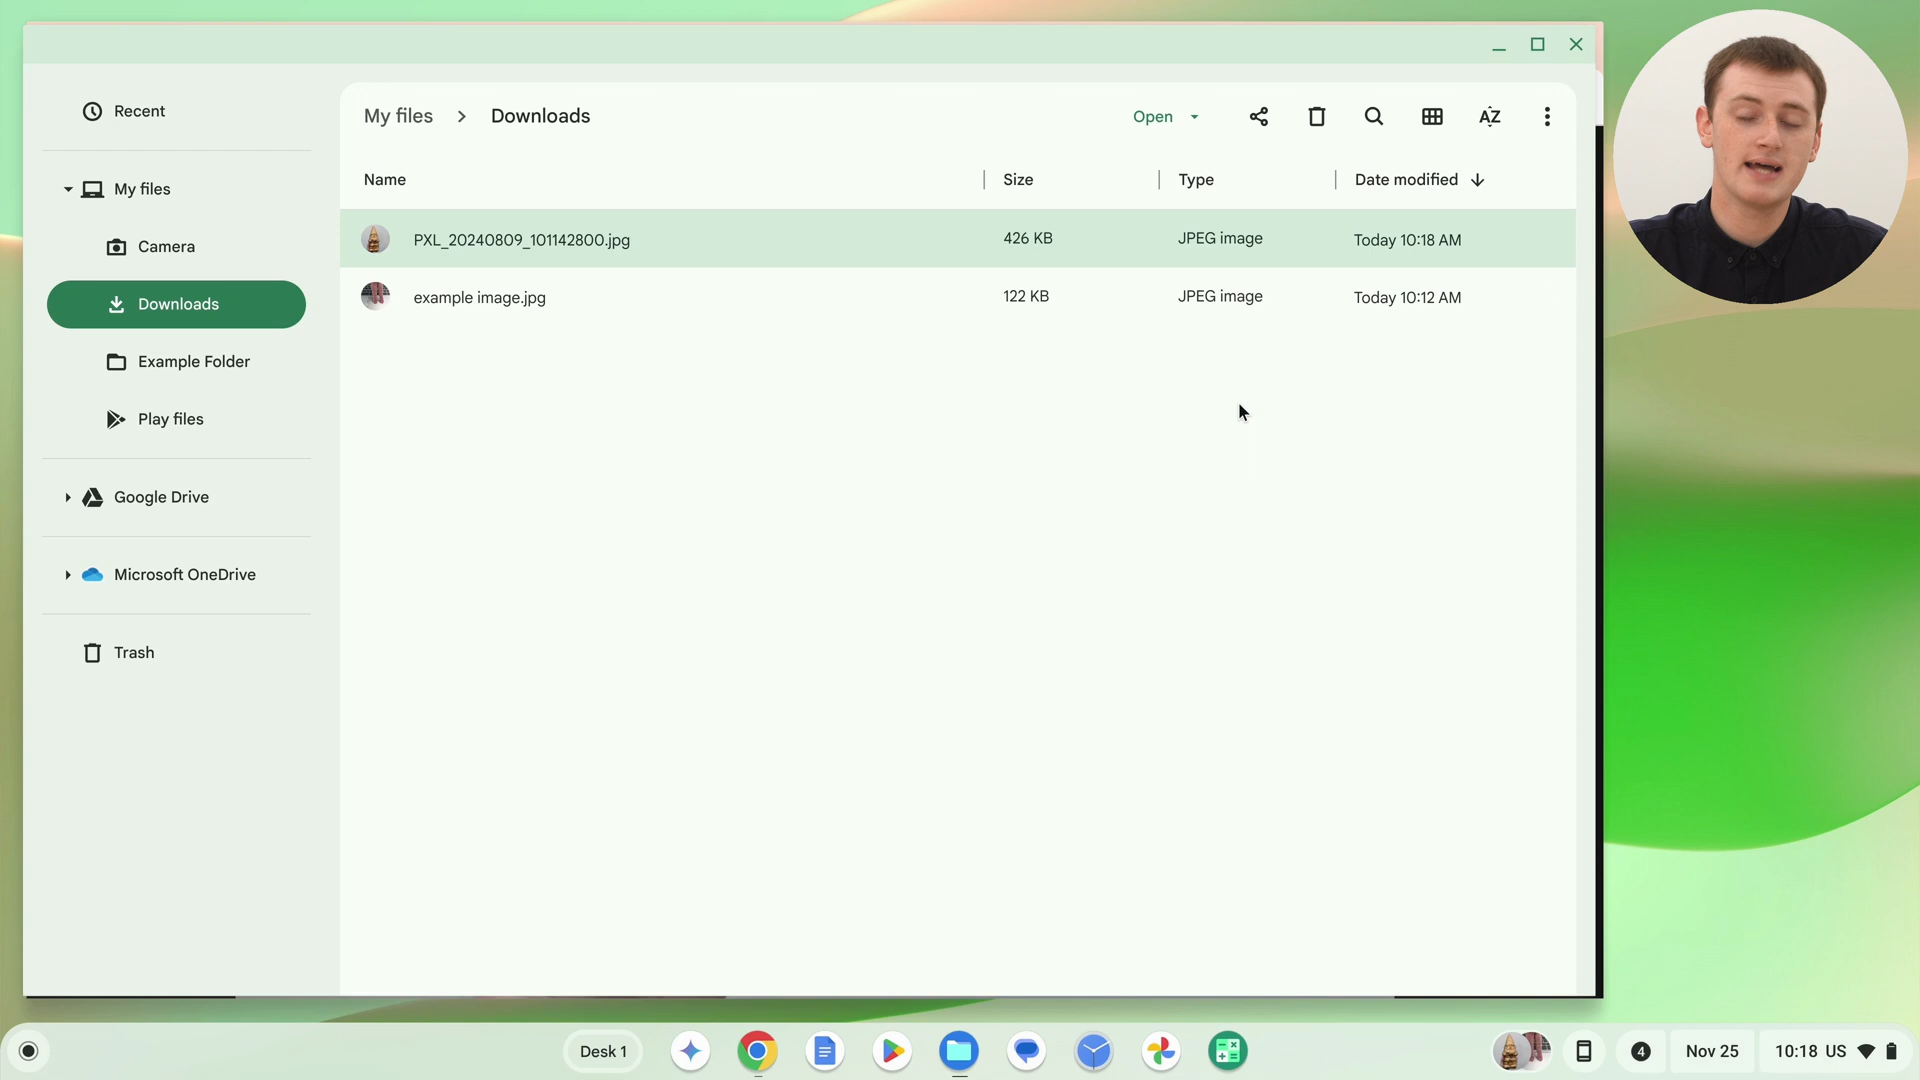 Recent
My files
Camera
Downloads
Example Folder
Play files
Google Drive
Microsoft OneDrive
Trash
My files > Downloads
Open
AZ
Name Size Type Date modified
PXL_20240809_101142800.jpg 426 KB JPEG image Today 10:18 AM
example image.jpg 122 KB JPEG image Today 10:12 AM
Desk 1
4
Nov 25
10:18 US